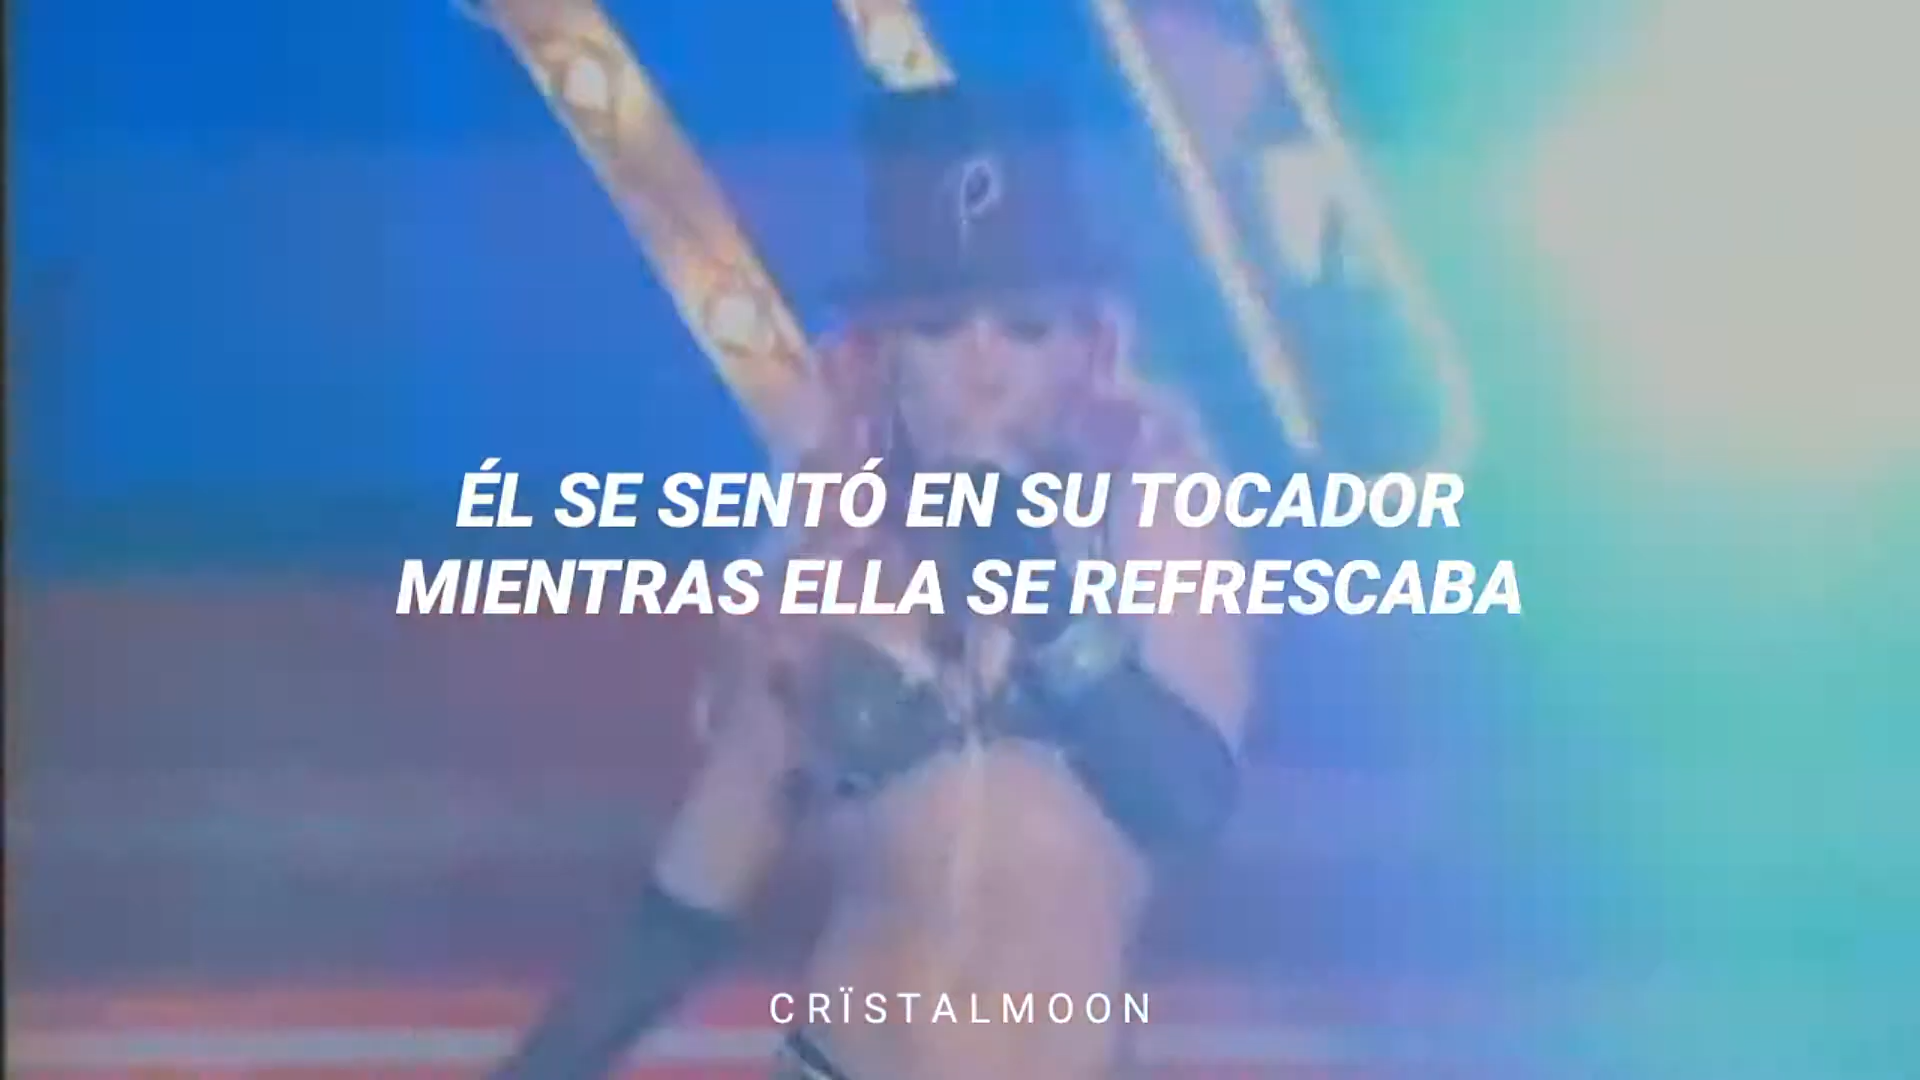 ÉL SE SENTÓ EN SU TOCADOR
MIENTRAS ELLA SE REFRESCABA
CRÏSTALMOON